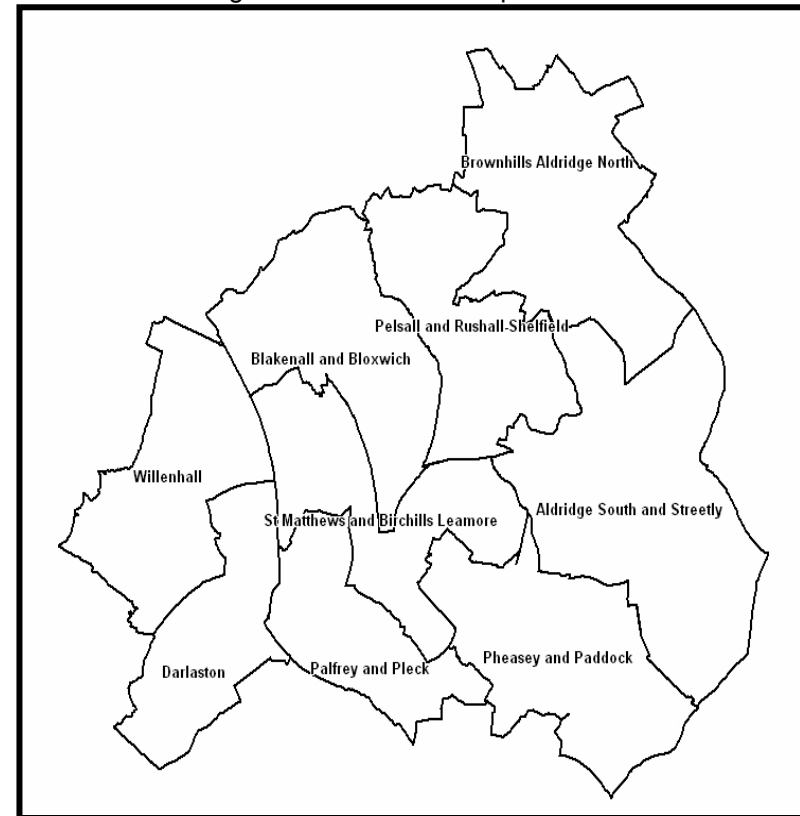 Brownhills Aldridge North
Pelsall and Rushall-Shelfield
Blakenall and Bloxwich
Willenhall
Aldridge South and Streetly
St Matthews and Birchills Leamore
Pheasey and Paddock
Palfrey and Pleck
Darlaston